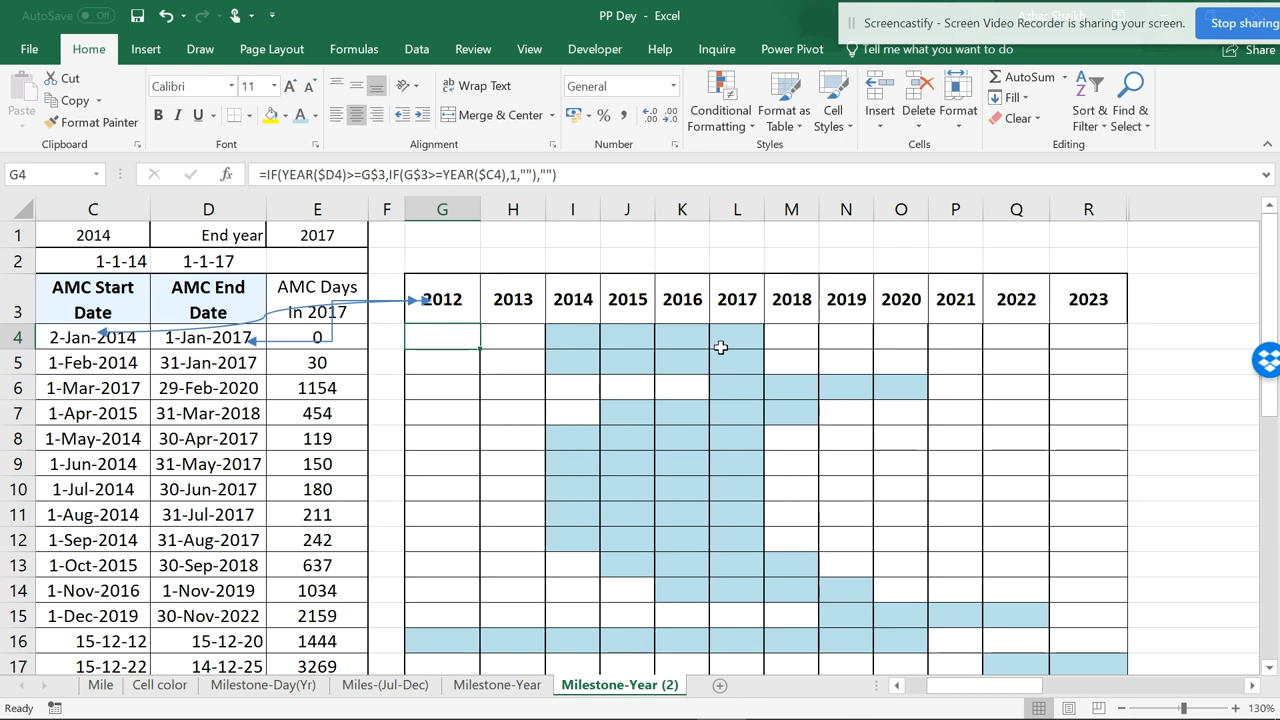 AutoSave Off PP Dey - Excel
Screencastify - Screen Video Recorder is sharing your screen. Stop sharing
File Home Insert Draw Page Layout Formulas Data Review View Developer Help Inquire Power Pivot Tell me what you want to do Share
Paste Cut Copy Format Painter
Calibri 11 Wrap Text General
B I U A Merge & Center % ,
Conditional Formatting Format as Table Cell Styles Insert Delete Format
AutoSum Fill Clear Sort & Filter Find & Select
Clipboard Font Alignment Number Styles Cells Editing
G4 fx =IF(YEAR($D4)>=G$3,IF(G$3>=YEAR($C4),1,""),"")
C D E F G H I J K L M N O P Q R
1 2014 End year 2017
2 1-1-14 1-1-17
3 AMC Start Date AMC End Date AMC Days In 2017 2012 2013 2014 2015 2016 2017 2018 2019 2020 2021 2022 2023
4 2-Jan-2014 1-Jan-2017 0
5 1-Feb-2014 31-Jan-2017 30
6 1-Mar-2017 29-Feb-2020 1154
7 1-Apr-2015 31-Mar-2018 454
8 1-May-2014 30-Apr-2017 119
9 1-Jun-2014 31-May-2017 150
10 1-Jul-2014 30-Jun-2017 180
11 1-Aug-2014 31-Jul-2017 211
12 1-Sep-2014 31-Aug-2017 242
13 1-Oct-2015 30-Sep-2018 637
14 1-Nov-2016 1-Nov-2019 1034
15 1-Dec-2019 30-Nov-2022 2159
16 15-12-12 15-12-20 1444
17 15-12-22 14-12-25 3269
Mile Cell color Milestone-Day(Yr) Miles-(Jul-Dec) Milestone-Year Milestone-Year (2)
Ready 130%